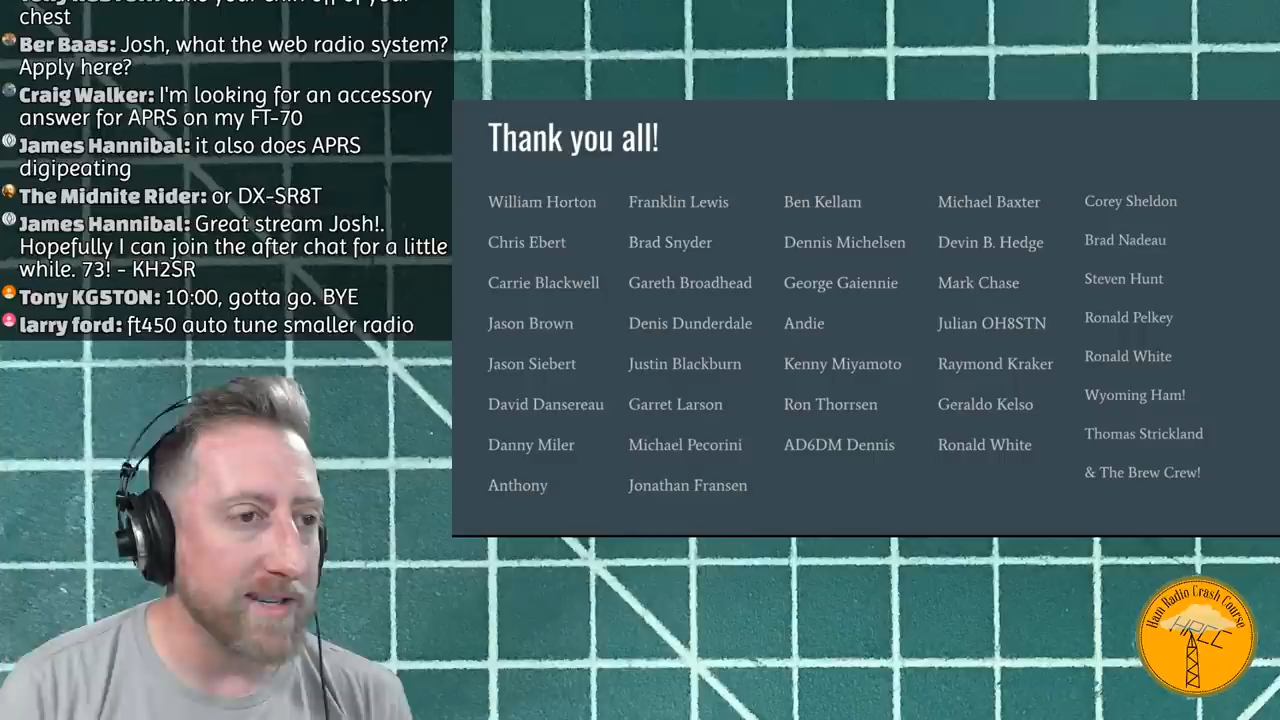 chest
Ber Baas: Josh, what the web radio system?
Apply here?
Craig Walker: I'm looking for an accessory
answer for APRS on my FT-70
James Hannibal: it also does APRS
digipeating
The Midnite Rider: or DX-SR8T
James Hannibal: Great stream Josh!.
Hopefully I can join the after chat for a little
while. 73! - KH2SR
Tony KG5TON: 10:00, gotta go. BYE
larry ford: ft450 auto tune smaller radio
Thank you all!
William Horton
Chris Ebert
Carrie Blackwell
Jason Brown
Jason Siebert
David Dansereau
Danny Miler
Anthony
Franklin Lewis
Brad Snyder
Gareth Broadhead
Denis Dunderdale
Justin Blackburn
Garret Larson
Michael Pecorini
Jonathan Fransen
Ben Kellam
Dennis Michelsen
George Gaiennie
Andie
Kenny Miyamoto
Ron Thorrsen
AD6DM Dennis
Michael Baxter
Devin B. Hedge
Mark Chase
Julian OH8STN
Raymond Kraker
Geraldo Kelso
Ronald White
Corey Sheldon
Brad Nadeau
Steven Hunt
Ronald Pelkey
Ronald White
Wyoming Ham!
Thomas Strickland
& The Brew Crew!
Ham Radio Crash Course
HRCC